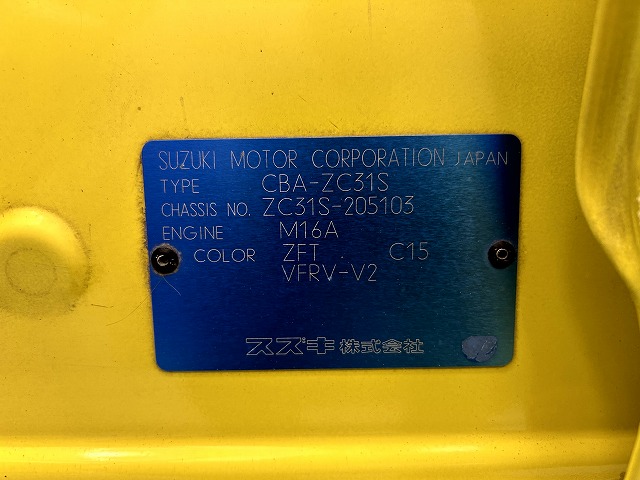 SUZUKI MOTOR CORPORATION JAPAN
TYPE CBA-ZC31S
CHASSIS NO. ZC31S-205103
ENGINE M16A
COLOR ZFT C15
VFRV-V2
スズキ株式会社